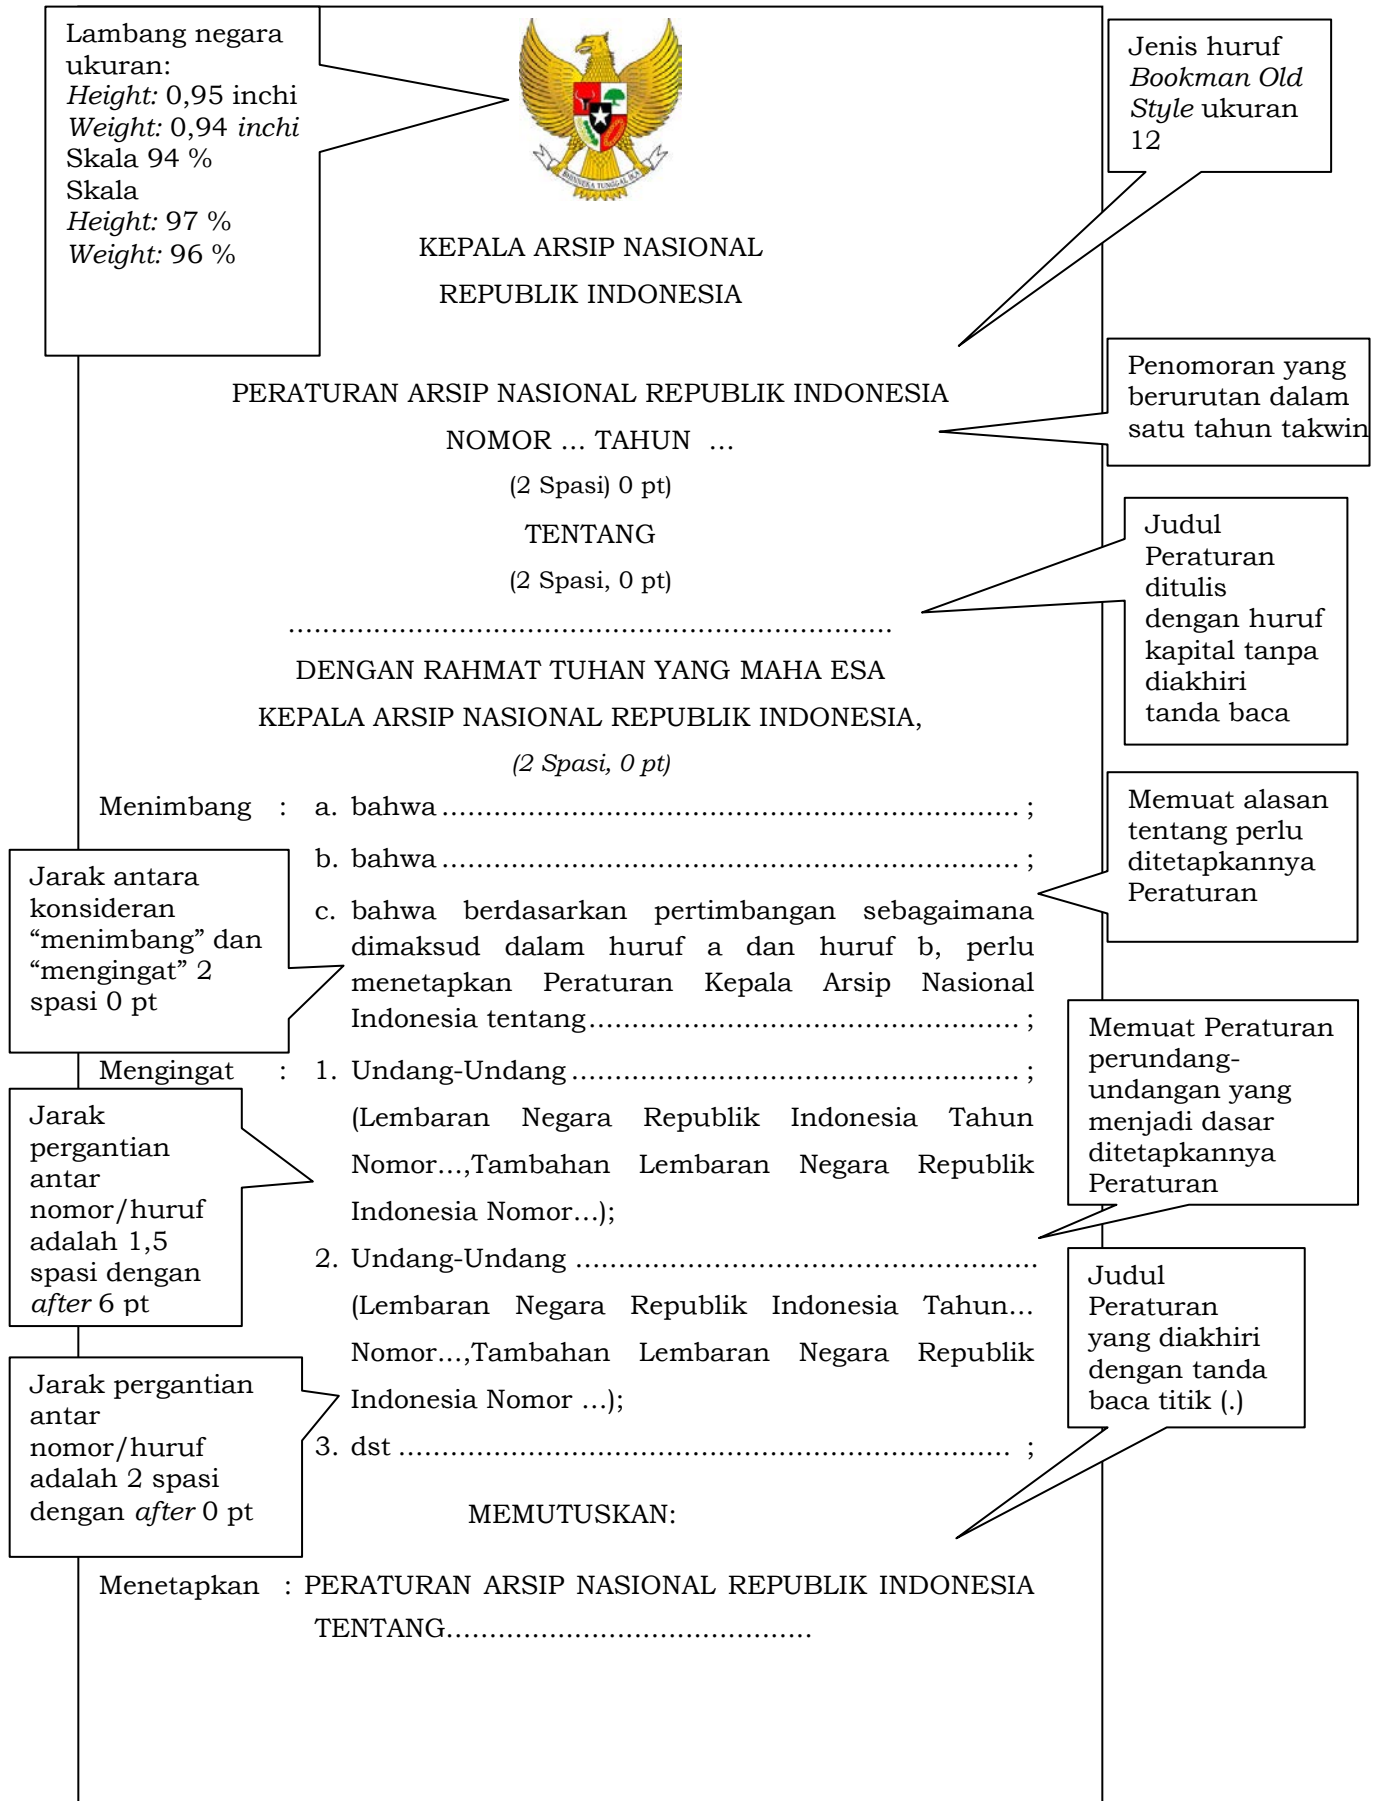 Lambang negara
ukuran:
Height: 0,95 inchi
Weight: 0,94 inchi
Skala 94 %
Skala
Height: 97 %
Weight: 96 %
BHINNEKA TUNGGAL IKA
KEPALA ARSIP NASIONAL
REPUBLIK INDONESIA
Jenis huruf
Bookman Old
Style ukuran
12
PERATURAN ARSIP NASIONAL REPUBLIK INDONESIA
NOMOR … TAHUN …
(2 Spasi) 0 pt)
TENTANG
(2 Spasi, 0 pt)
……………………………………………………………
Penomoran yang
berurutan dalam
satu tahun takwin
Judul
Peraturan
ditulis
dengan huruf
kapital tanpa
diakhiri
tanda baca
DENGAN RAHMAT TUHAN YANG MAHA ESA
KEPALA ARSIP NASIONAL REPUBLIK INDONESIA,
(2 Spasi, 0 pt)
Menimbang : a. bahwa …………………………………………………………… ;
b. bahwa …………………………………………………………… ;
c. bahwa berdasarkan pertimbangan sebagaimana
dimaksud dalam huruf a dan huruf b, perlu
menetapkan Peraturan Kepala Arsip Nasional
Indonesia tentang……………………………………………… ;
Memuat alasan
tentang perlu
ditetapkannya
Peraturan
Jarak antara
konsideran
“menimbang” dan
“mengingat” 2
spasi 0 pt
Mengingat : 1. Undang-Undang ……………………………………………… ;
(Lembaran Negara Republik Indonesia Tahun
Nomor…,Tambahan Lembaran Negara Republik
Indonesia Nomor…);
2. Undang-Undang ………………………………………………
(Lembaran Negara Republik Indonesia Tahun…
Nomor…,Tambahan Lembaran Negara Republik
Indonesia Nomor …);
3. dst ……………………………………………………………… ;
Memuat Peraturan
perundang-
undangan yang
menjadi dasar
ditetapkannya
Peraturan
Jarak
pergantian
antar
nomor/huruf
adalah 1,5
spasi dengan
after 6 pt
Judul
Peraturan
yang diakhiri
dengan tanda
baca titik (.)
Jarak pergantian
antar
nomor/huruf
adalah 2 spasi
dengan after 0 pt
MEMUTUSKAN:
Menetapkan : PERATURAN ARSIP NASIONAL REPUBLIK INDONESIA
TENTANG……………………………………